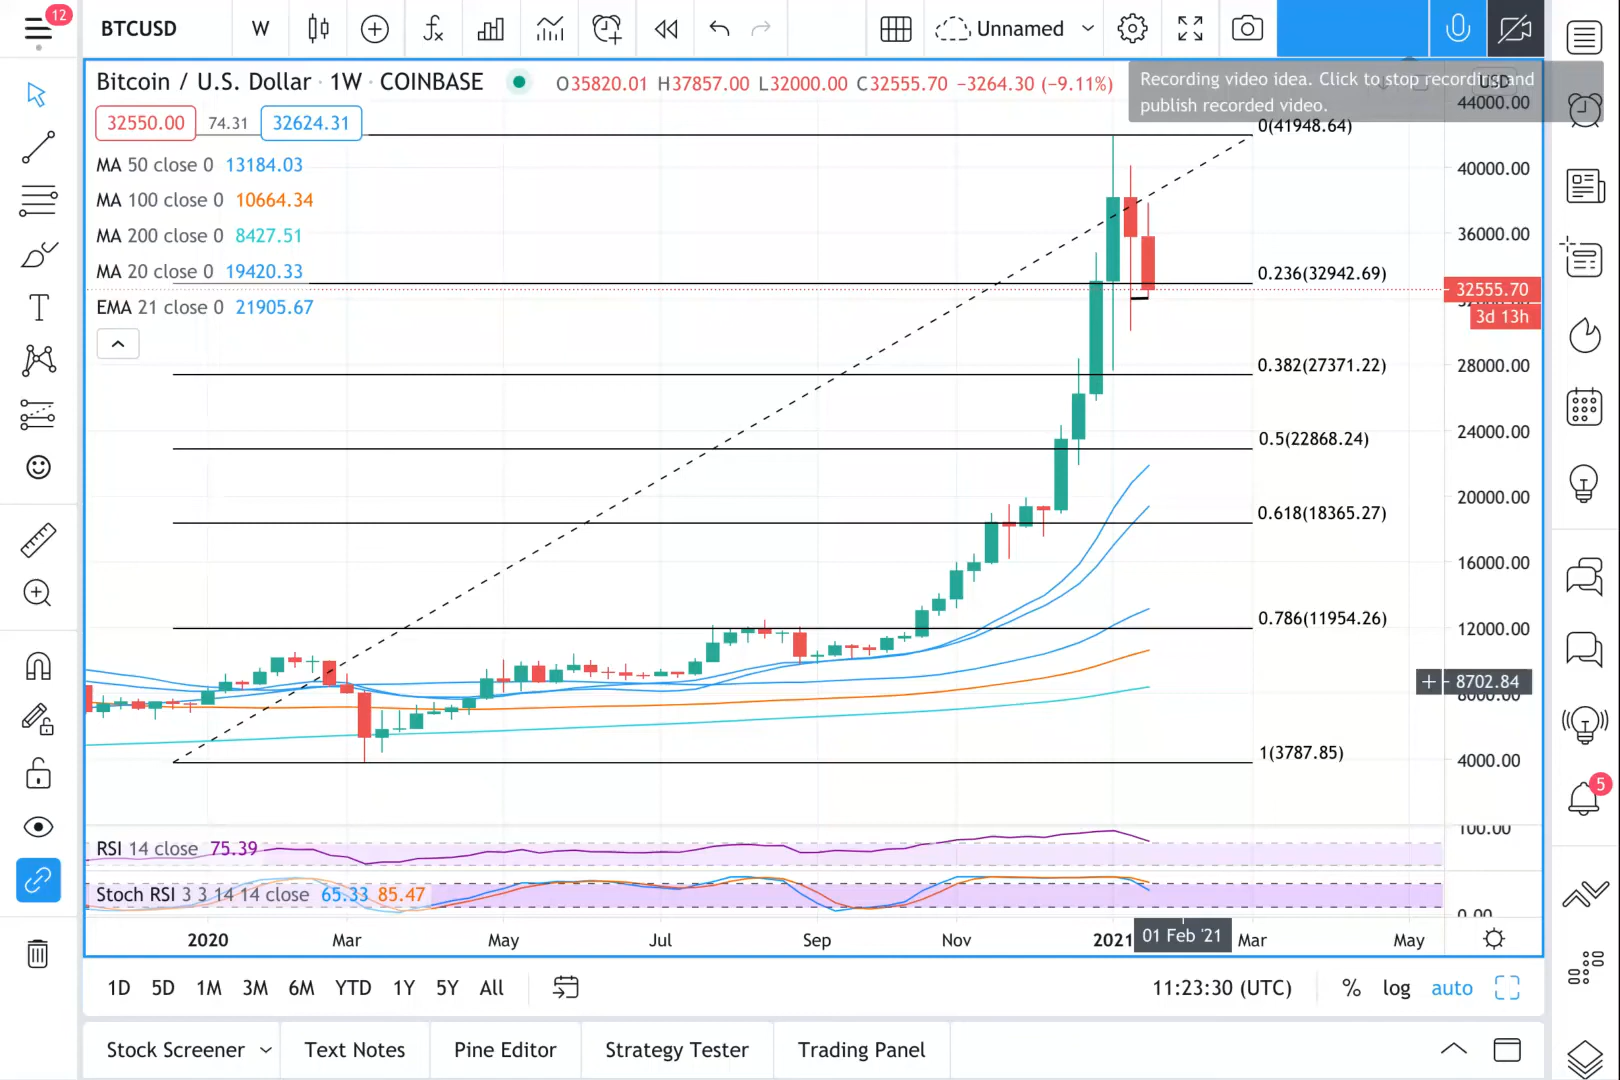 12
BTCUSD
W
Unnamed
Bitcoin / U.S. Dollar · 1W · COINBASE
O35820.01 H37857.00 L32000.00 C32555.70 −3264.30 (−9.11%)
Recording video idea. Click to stop recording and
publish recorded video.
USD
44000.00
32550.00 74.31 32624.31
0(41948.64)
MA 50 close 0 13184.03
40000.00
MA 100 close 0 10664.34
MA 200 close 0 8427.51
36000.00
MA 20 close 0 19420.33
0.236(32942.69)
32555.70
EMA 21 close 0 21905.67
3d 13h
0.382(27371.22)
28000.00
0.5(22868.24)
24000.00
20000.00
0.618(18365.27)
16000.00
0.786(11954.26)
12000.00
8702.84
8000.00
1(3787.85)
4000.00
5
100.00
RSI 14 close 75.39
Stoch RSI 3 3 14 14 close 65.33 85.47
0.00
2020 Mar May Jul Sep Nov 2021 01 Feb '21 Mar May
1D 5D 1M 3M 6M YTD 1Y 5Y All
11:23:30 (UTC) % log auto
Stock Screener Text Notes Pine Editor Strategy Tester Trading Panel